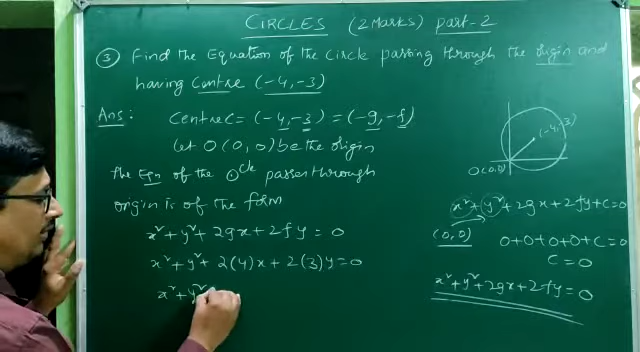 CIRCLES (2 Marks) part-2
③ Find the Equation of the circle passing through the origin and
having Centre (-4,-3)
Ans: Centre C = (-4,-3) = (-g,-f)
let O(0,0) be the origin
The Eqn of the ⊙cle passes through
origin is of the form
x²+y²+2gx+2fy=0
x²+y²+2(4)x+2(3)y=0
x²+y²
(-4,-3)
O(0,0)
x²+y²+2gx+2fy+c=0
(0,0) 0+0+0+0+c=0
c=0
x²+y²+2gx+2fy=0